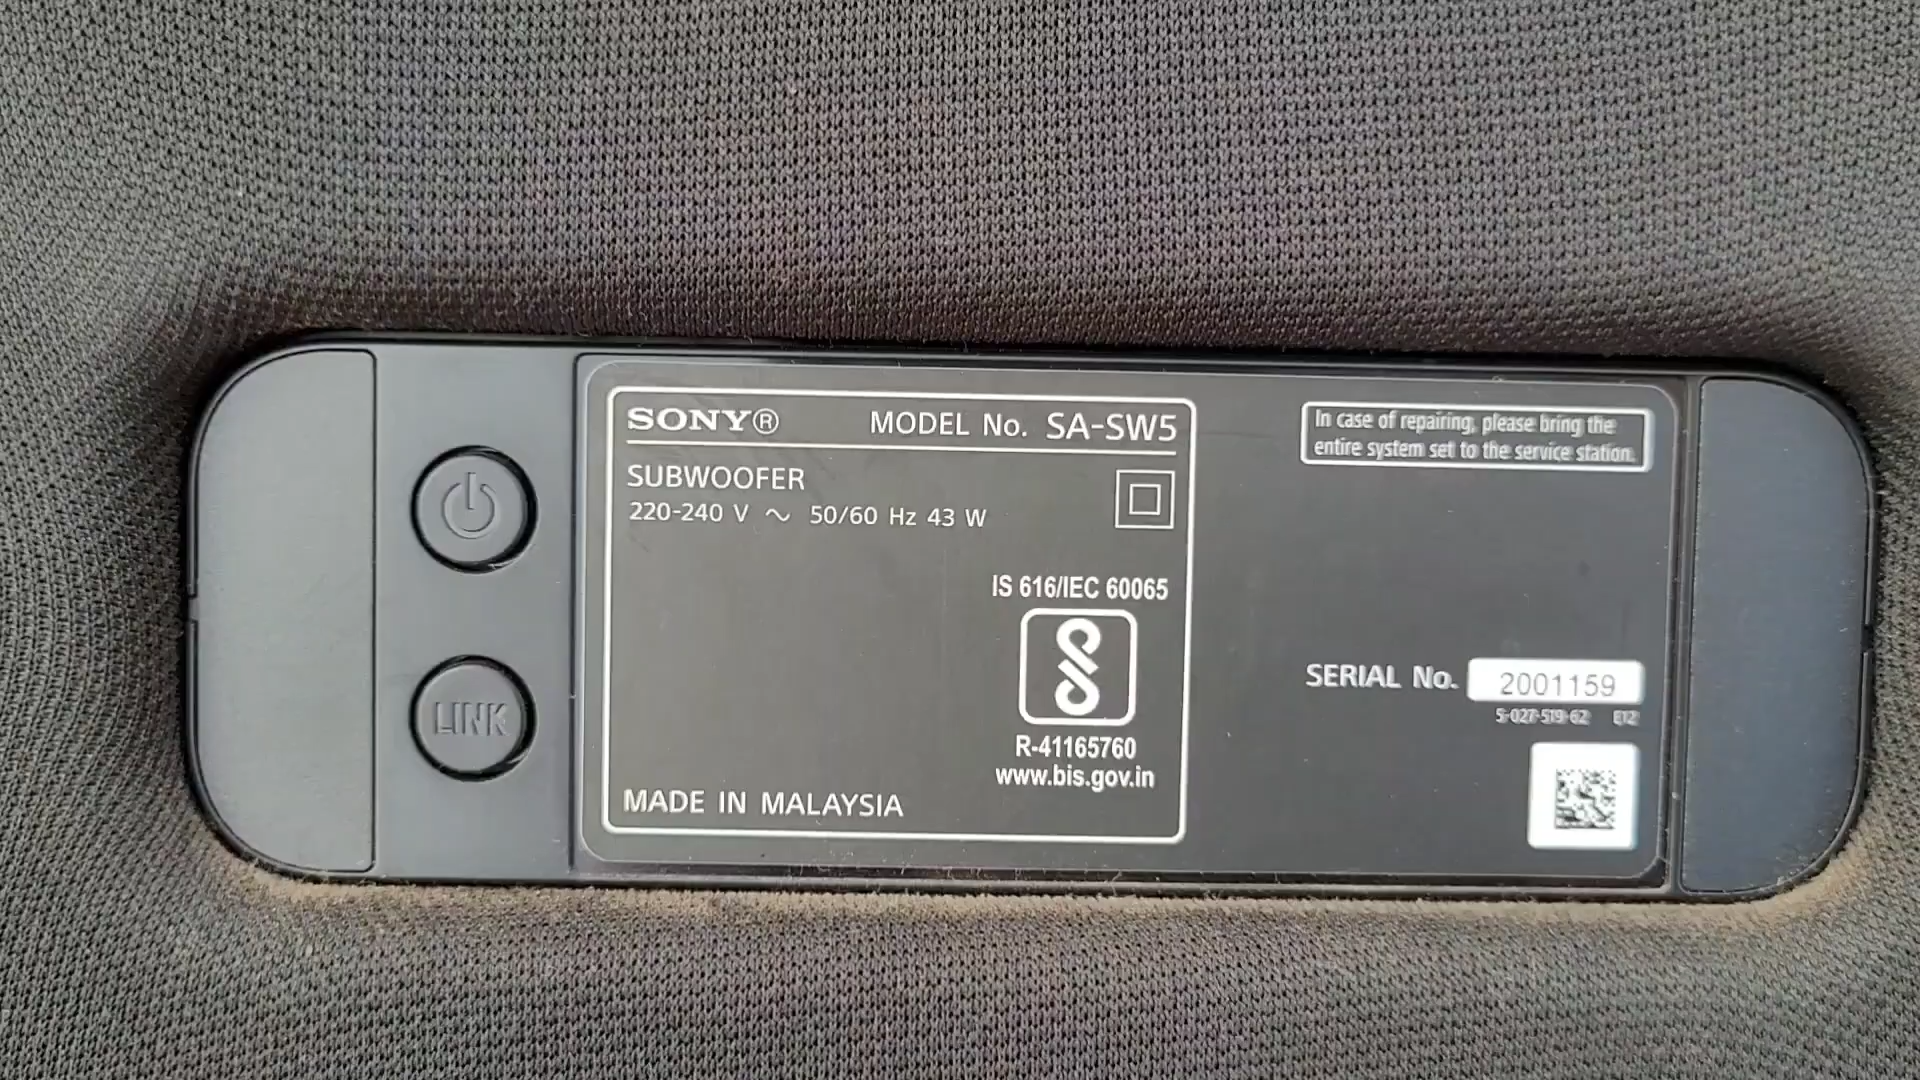 SONY® MODEL No. SA-SW5
SUBWOOFER
220-240 V ~ 50/60 Hz 43 W
IS 616/IEC 60065
R-41165760
www.bis.gov.in
MADE IN MALAYSIA
LINK
In case of repairing, please bring the
entire system set to the service station.
SERIAL No. 2001159
5-027-519-62 E12